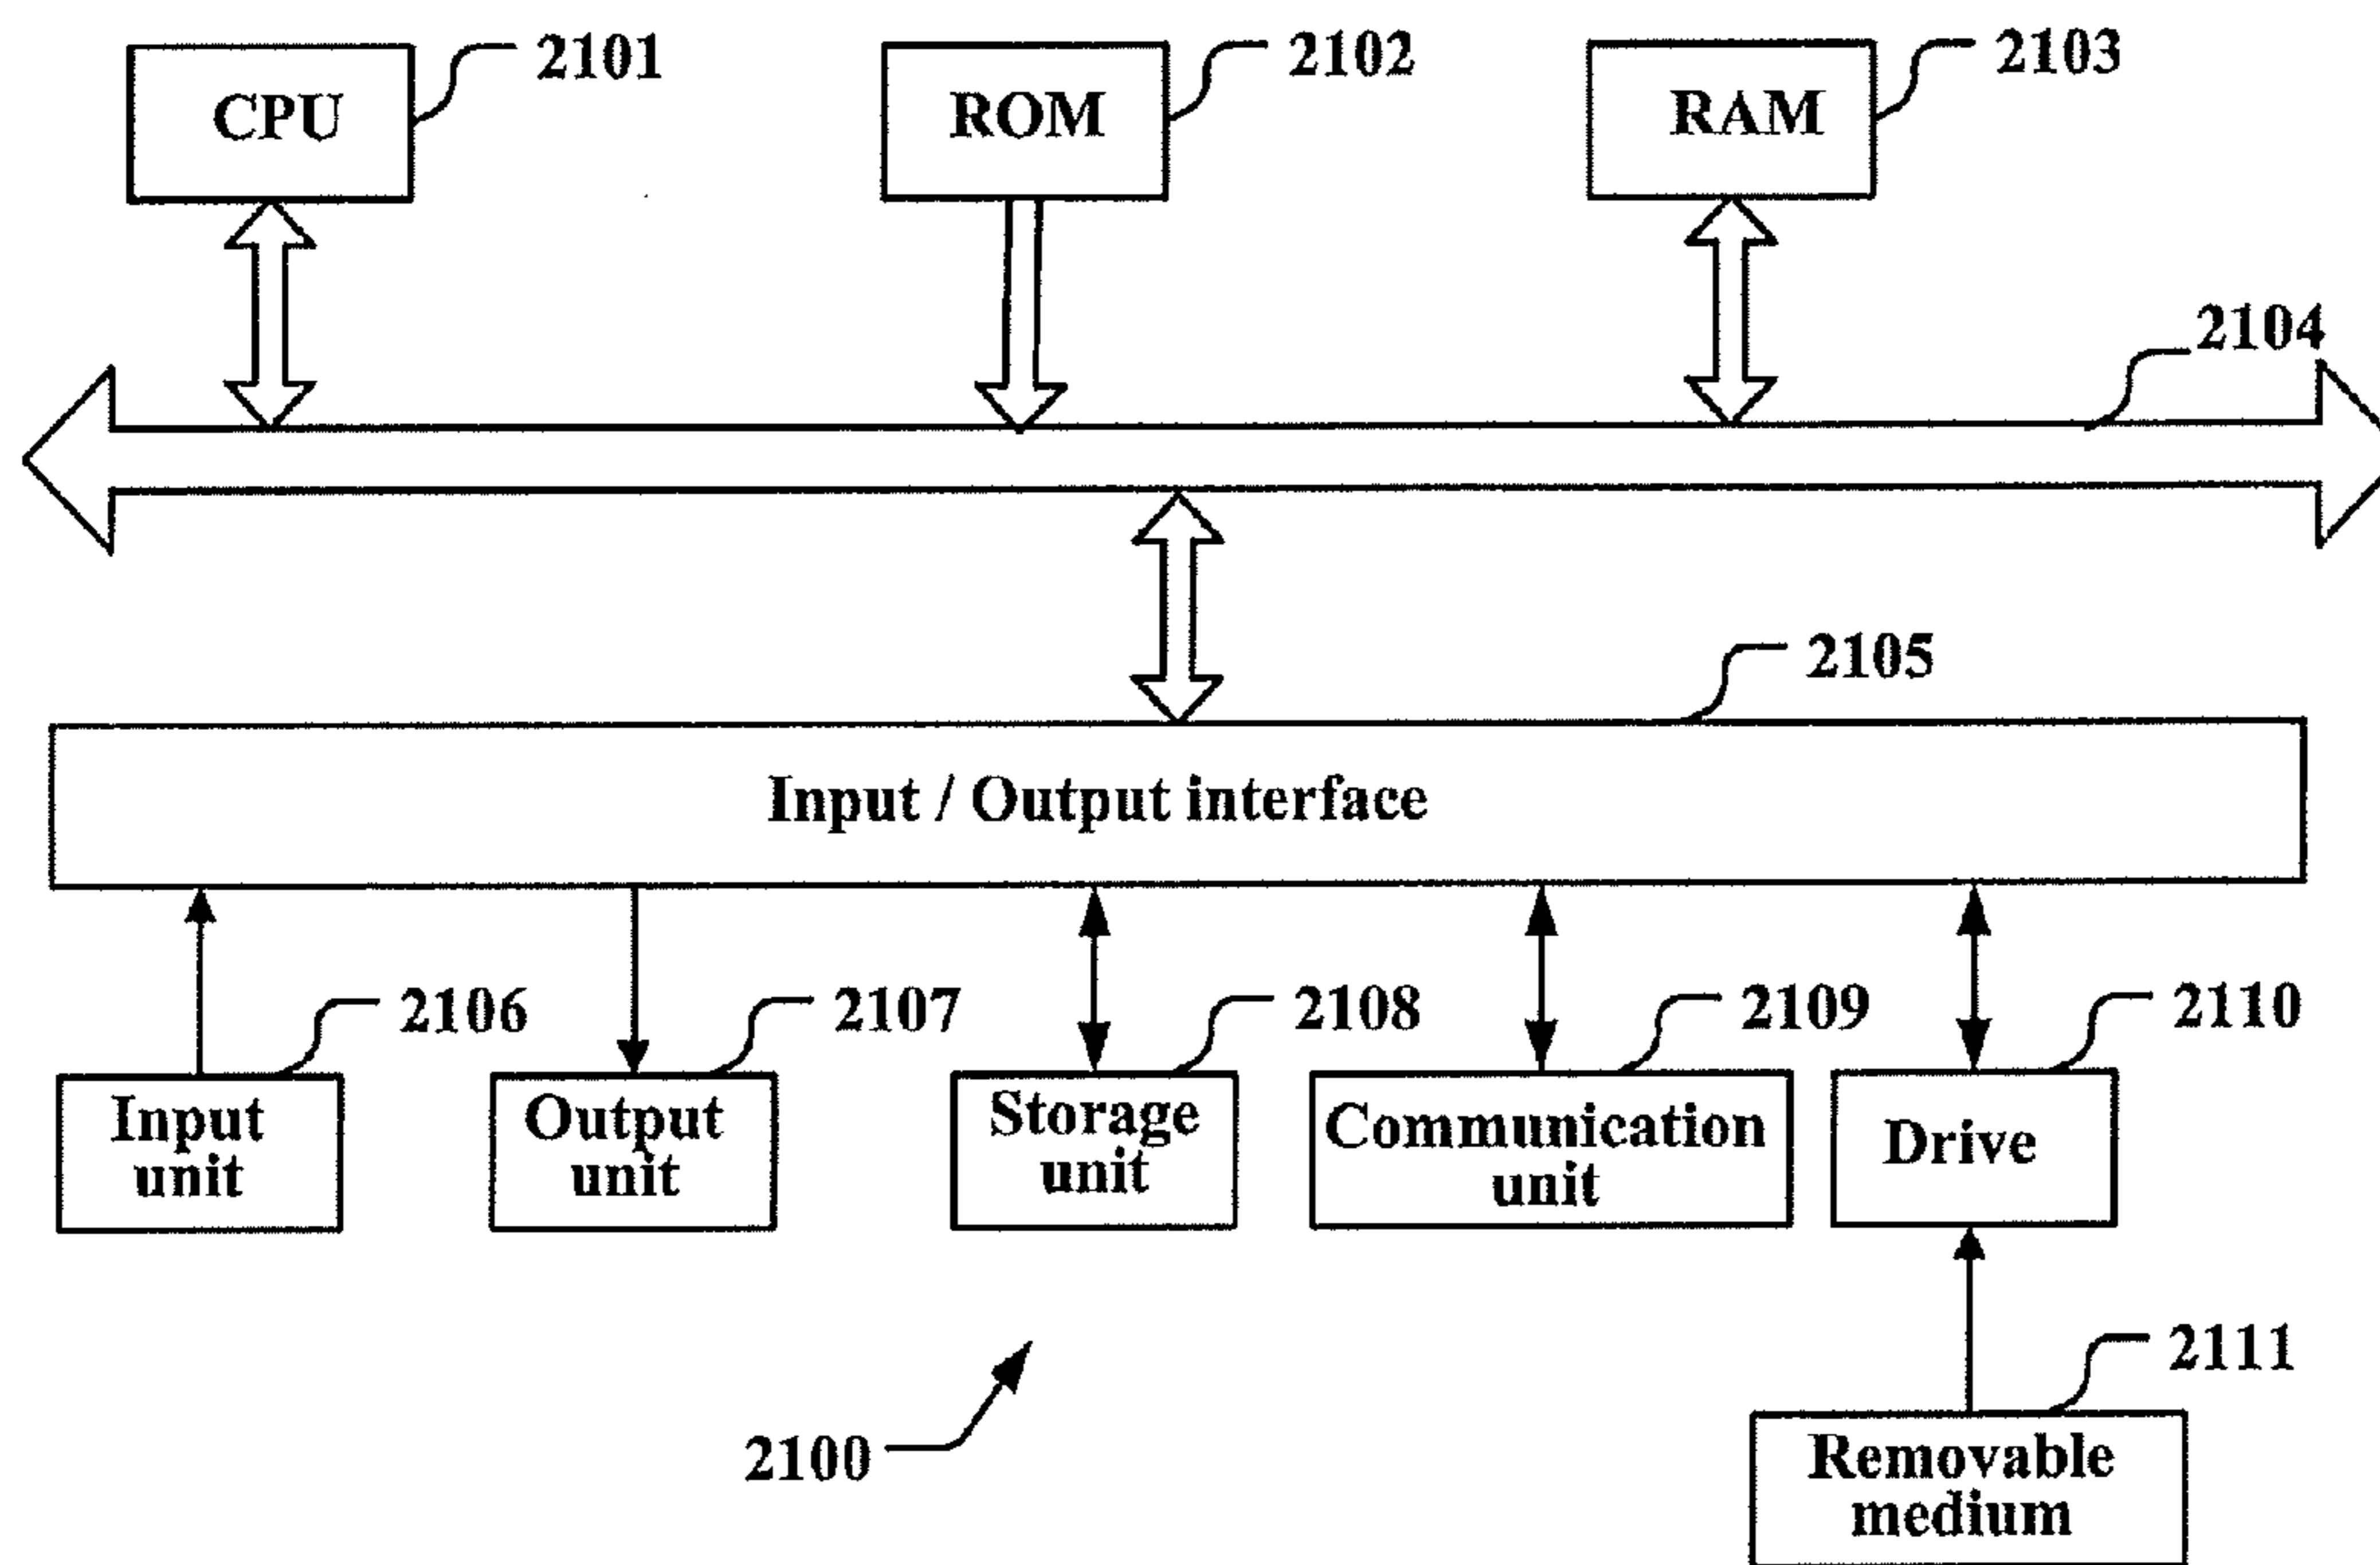 2101
2102
2103
CPU
ROM
RAM
2104
2105
Input / Output interface
2106
2107
2108
2109
2110
Input
unit
Output
unit
Storage
unit
Communication
unit
Drive
2111
2100
Removable
medium